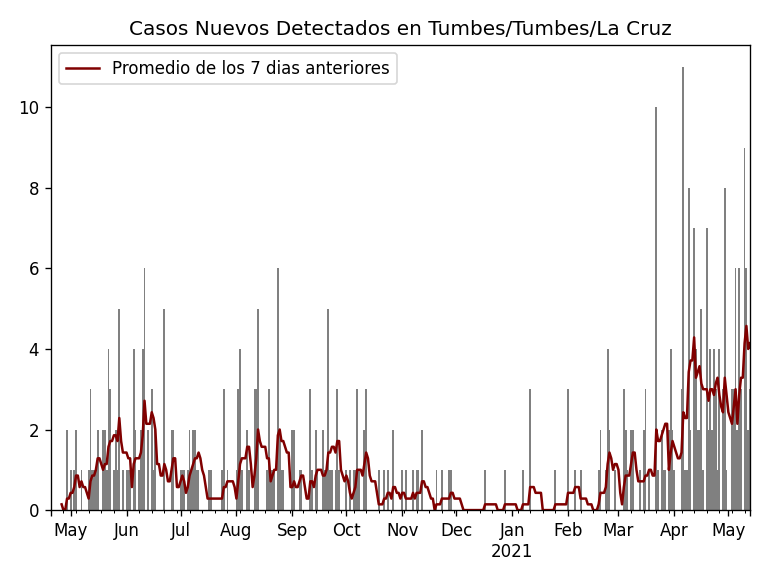 Casos Nuevos Detectados en Tumbes/Tumbes/La Cruz
Promedio de los 7 dias anteriores
10
8
6
4
2
0
May Jun Jul Aug Sep Oct Nov Dec Jan Feb Mar Apr May
2021